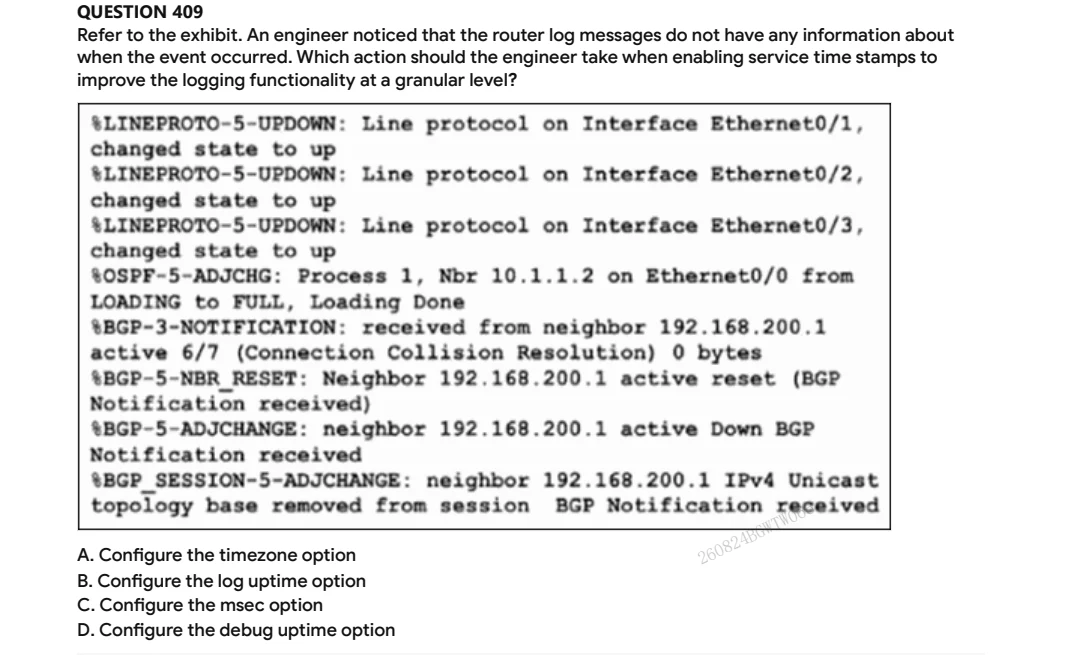 QUESTION 409
Refer to the exhibit. An engineer noticed that the router log messages do not have any information about
when the event occurred. Which action should the engineer take when enabling service time stamps to
improve the logging functionality at a granular level?
%LINEPROTO-5-UPDOWN: Line protocol on Interface Ethernet0/1,
changed state to up
%LINEPROTO-5-UPDOWN: Line protocol on Interface Ethernet0/2,
changed state to up
%LINEPROTO-5-UPDOWN: Line protocol on Interface Ethernet0/3,
changed state to up
%OSPF-5-ADJCHG: Process 1, Nbr 10.1.1.2 on Ethernet0/0 from
LOADING to FULL, Loading Done
%BGP-3-NOTIFICATION: received from neighbor 192.168.200.1
active 6/7 (Connection Collision Resolution) 0 bytes
%BGP-5-NBR_RESET: Neighbor 192.168.200.1 active reset (BGP
Notification received)
%BGP-5-ADJCHANGE: neighbor 192.168.200.1 active Down BGP
Notification received
%BGP_SESSION-5-ADJCHANGE: neighbor 192.168.200.1 IPv4 Unicast
topology base removed from session BGP Notification received
A. Configure the timezone option
B. Configure the log uptime option
C. Configure the msec option
D. Configure the debug uptime option